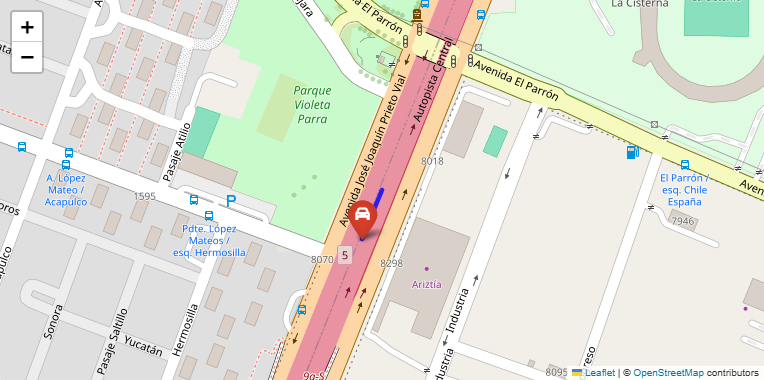 +
−
El Parrón
La Cisterna
Autopista Central
Avenida El Parrón
Parque
Violeta
Parra
Avenida José Joaquín Prieto Vial
Pasaje Atilio
8018
A. López
Mateo /
Acapulco
1595
P
El Parrón /
esq. Chile
España
7946
Pdte. López
Mateos /
esq. Hermosilla
8070
5
8298
Ariztía
Industria
Sonora
Pasaje Saltillo
Yucatán
Hermosilla
9a-S
8095
Leaflet | © OpenStreetMap contributors